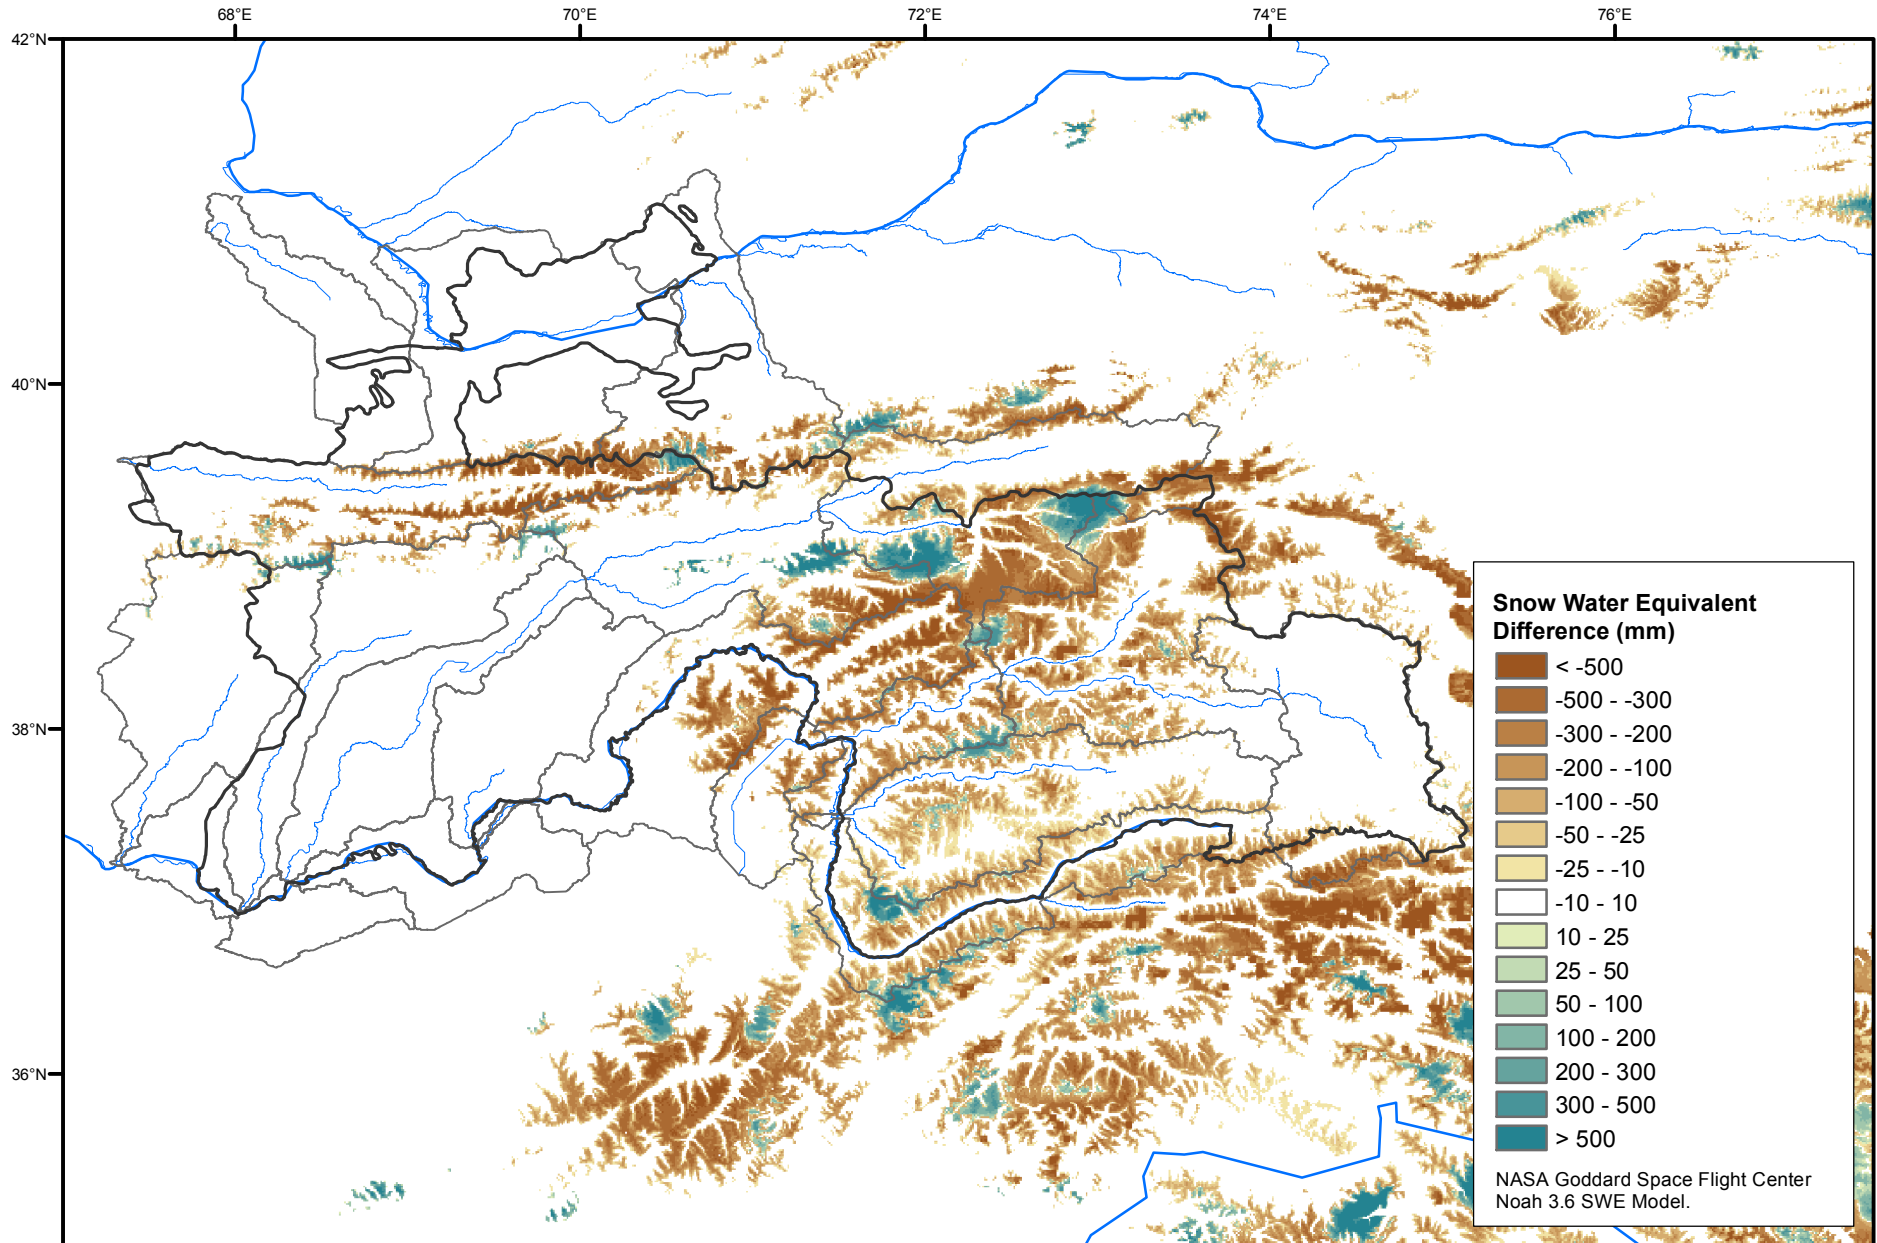 68°E 70°E 72°E 74°E 76°E
42°N
40°N
38°N
36°N
Snow Water Equivalent
Difference (mm)
< -500
-500 - -300
-300 - -200
-200 - -100
-100 - -50
-50 - -25
-25 - -10
-10 - 10
10 - 25
25 - 50
50 - 100
100 - 200
200 - 300
300 - 500
> 500
NASA Goddard Space Flight Center
Noah 3.6 SWE Model.